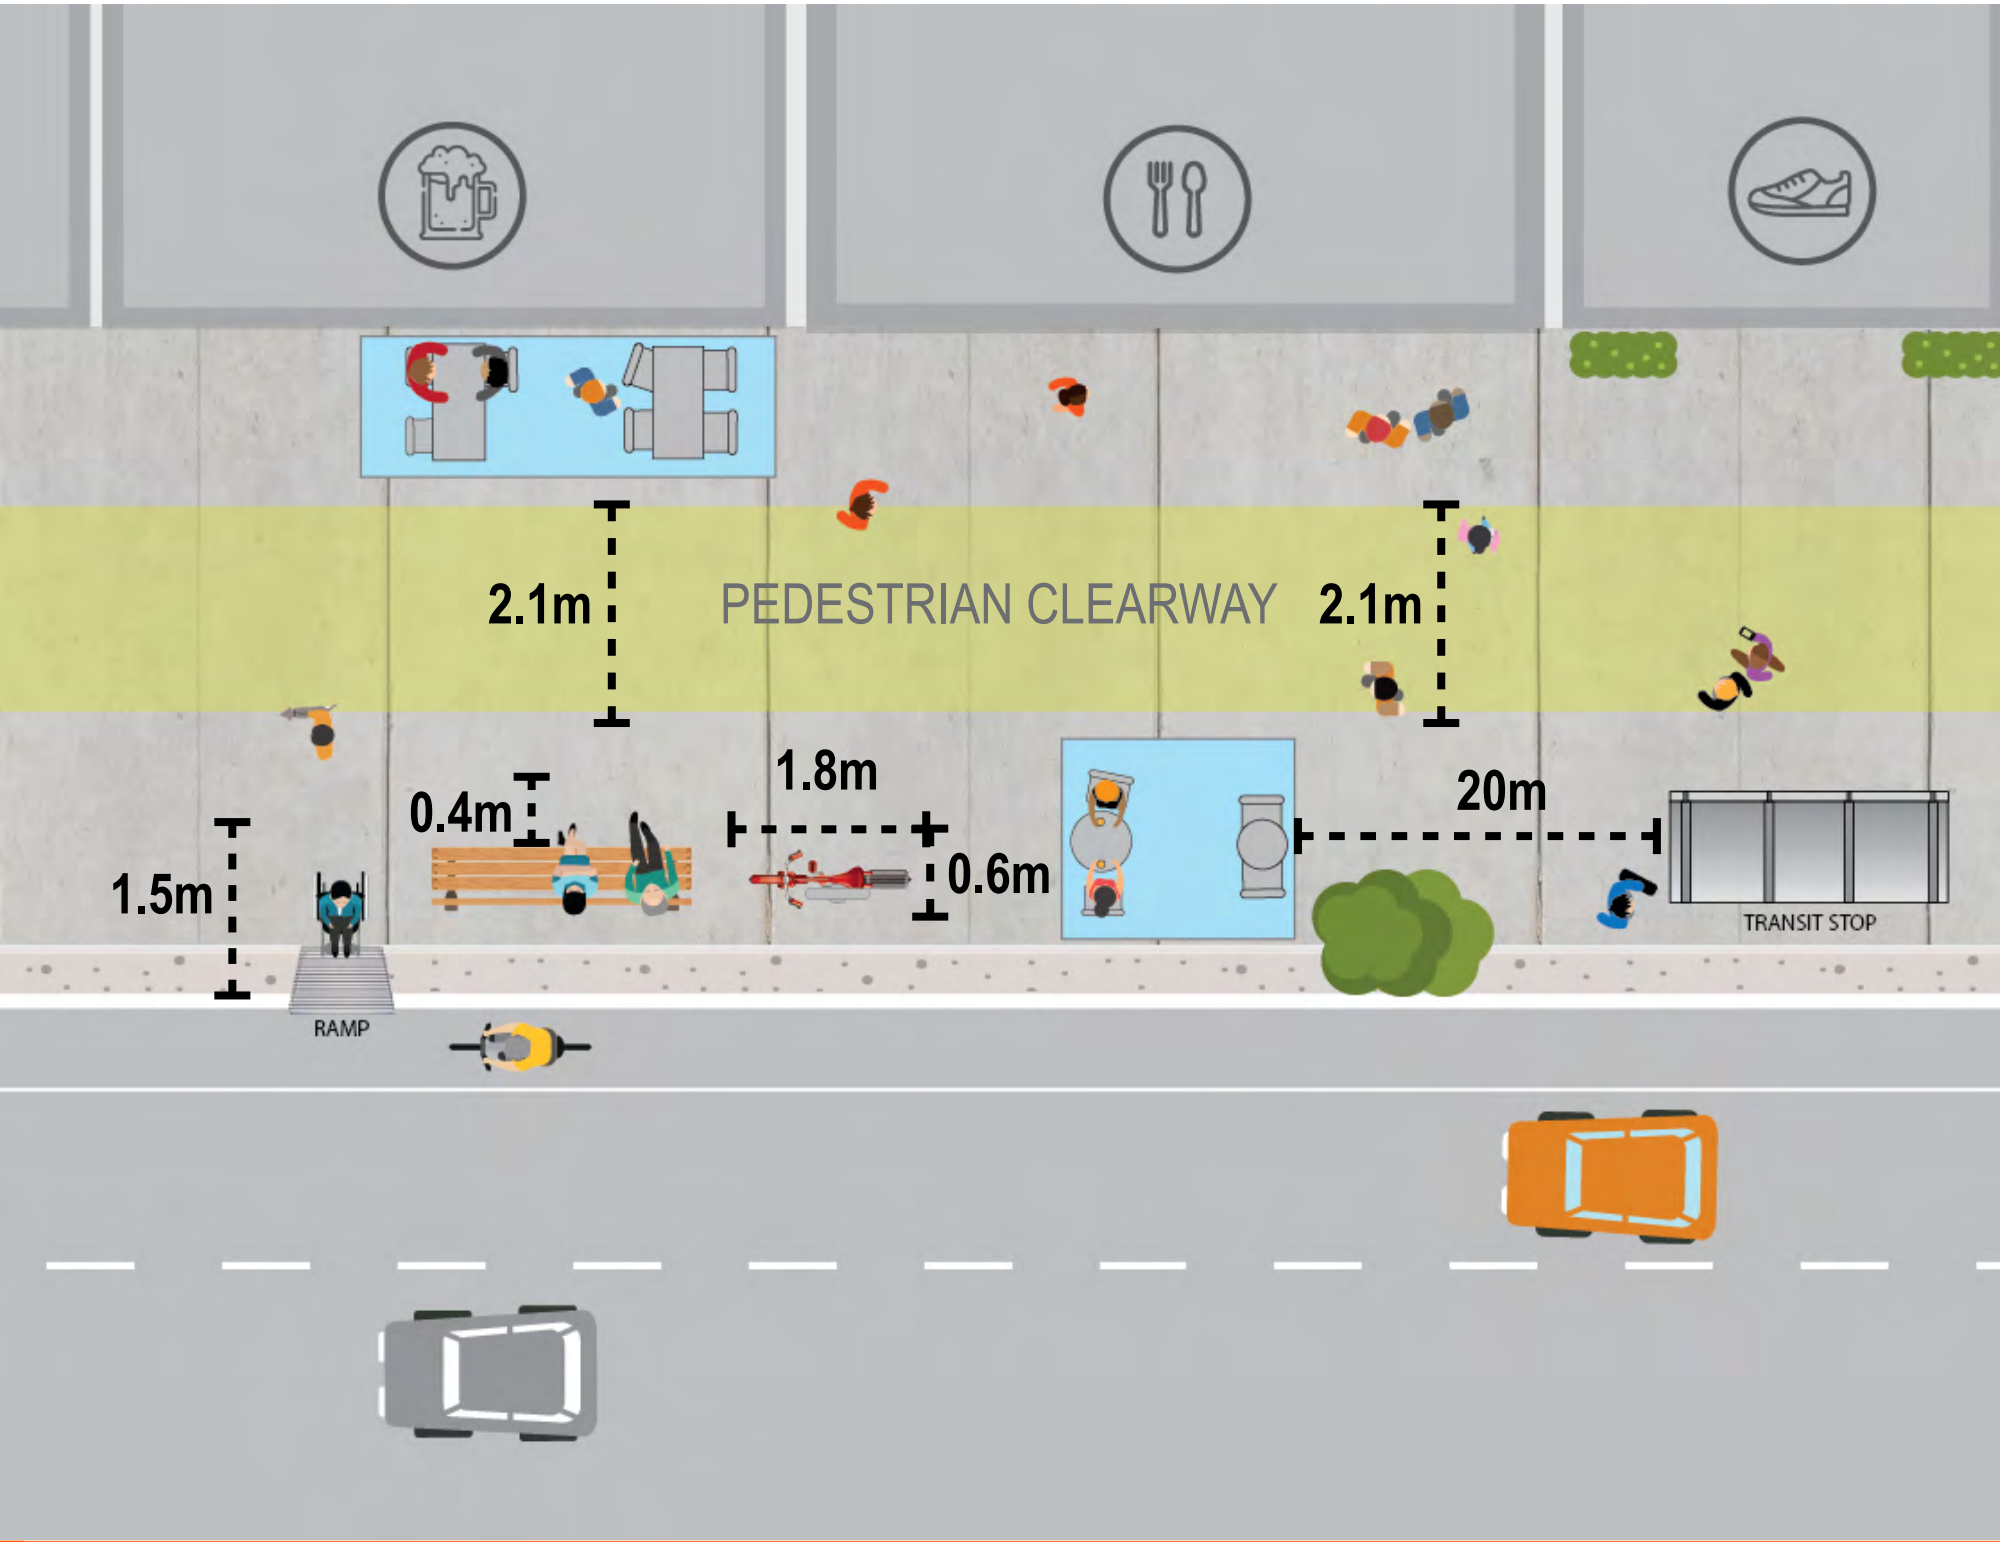 2.1m
PEDESTRIAN CLEARWAY
2.1m
1.8m
20m
0.4m
1.5m
0.6m
TRANSIT STOP
RAMP